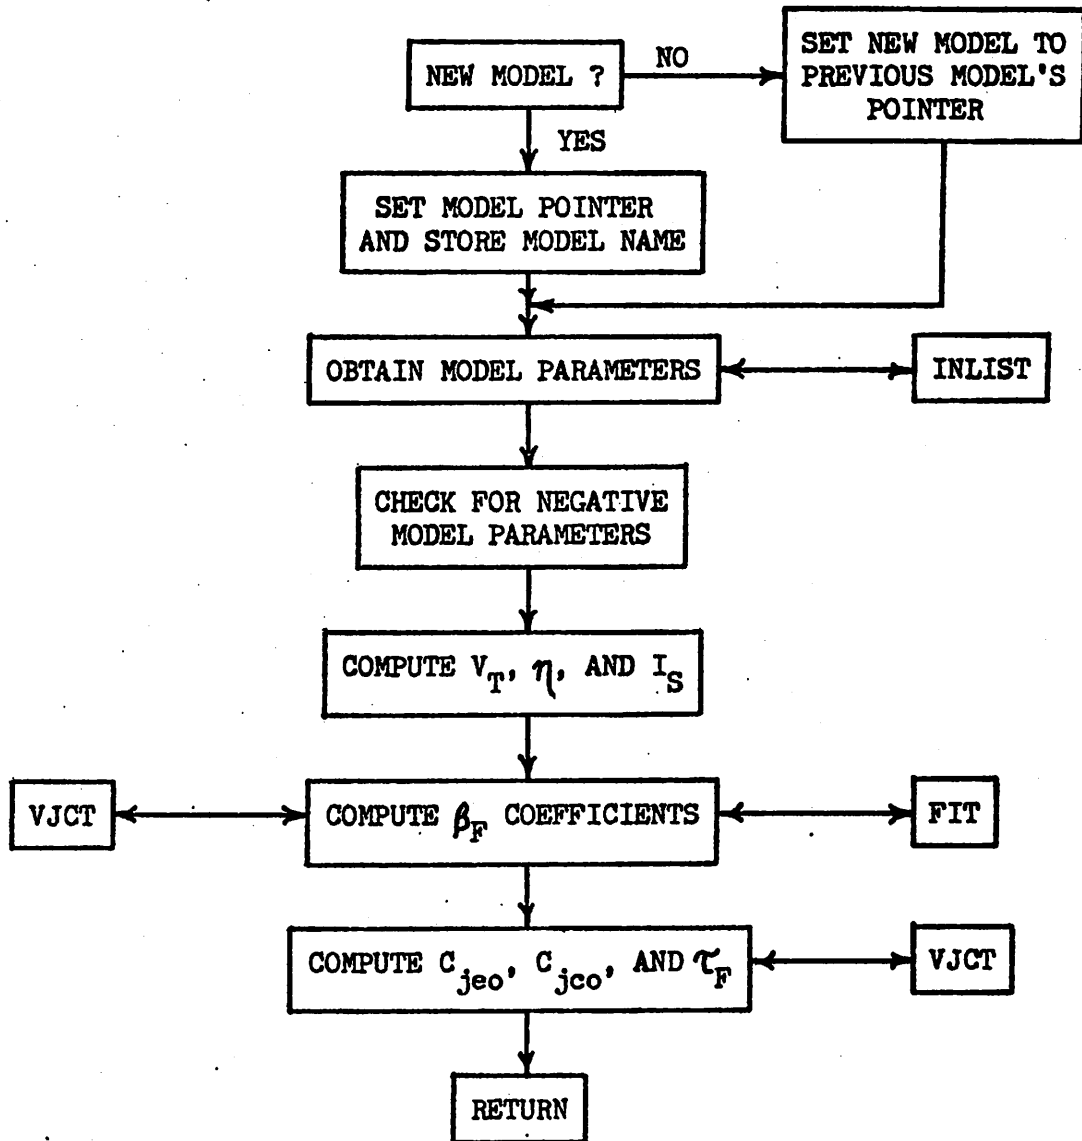 NEW MODEL ?
NO
SET NEW MODEL TO
PREVIOUS MODEL'S
POINTER
YES
SET MODEL POINTER
AND STORE MODEL NAME
OBTAIN MODEL PARAMETERS
INLIST
CHECK FOR NEGATIVE
MODEL PARAMETERS
COMPUTE V_T, η, AND I_S
VJCT
COMPUTE β_F COEFFICIENTS
FIT
COMPUTE C_jeo, C_jco, AND τ_F
VJCT
RETURN